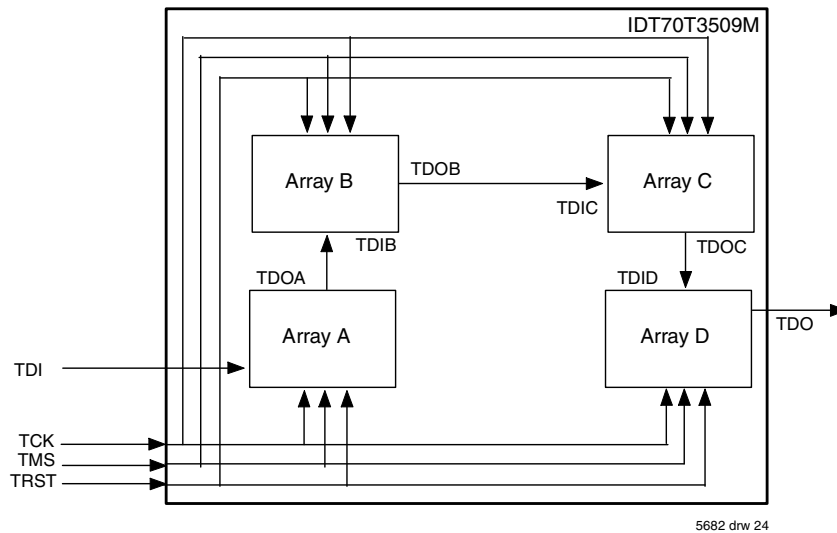 IDT70T3509M
Array B
TDOB
Array C
TDIC
TDIB
TDOC
TDOA
TDID
Array A
Array D
TDO
TDI
TCK
TMS
TRST
5682 drw 24